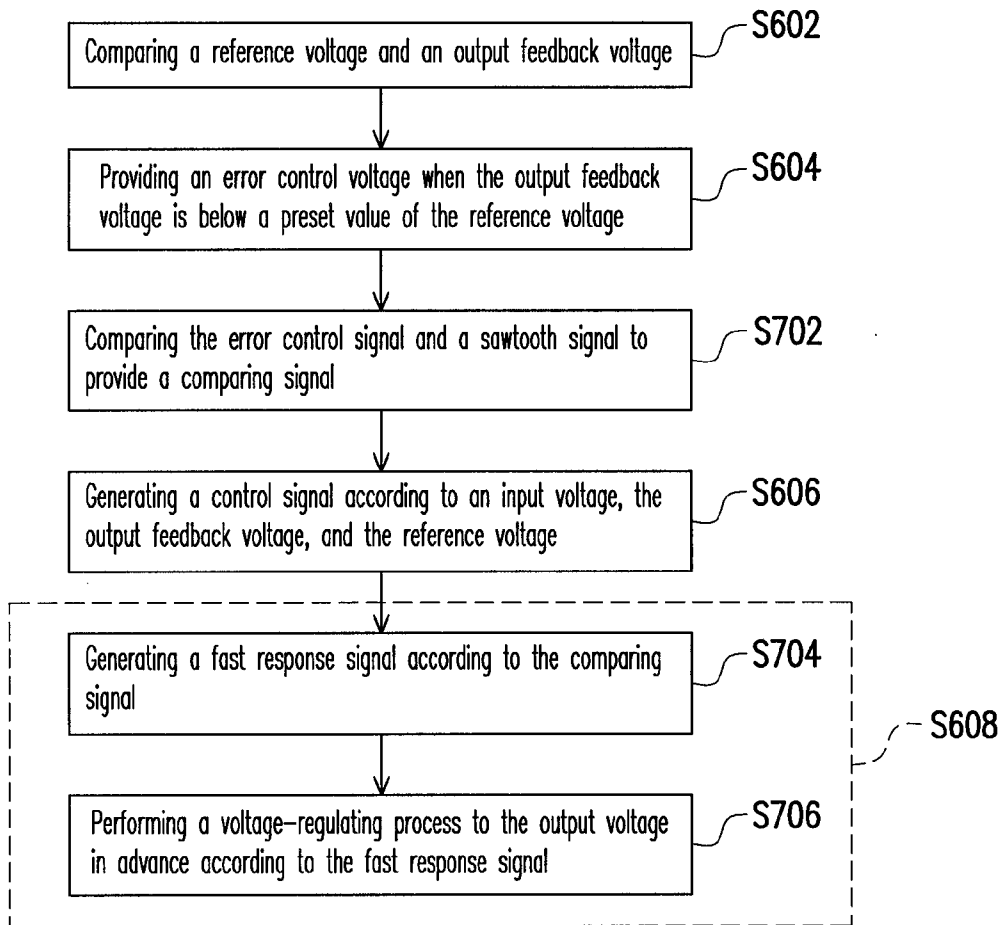 S602
Comparing a reference voltage and an output feedback voltage
S604
Providing an error control voltage when the output feedback
voltage is below a preset value of the reference voltage
S702
Comparing the error control signal and a sawtooth signal to
provide a comparing signal
S606
Generating a control signal according to an input voltage, the
output feedback voltage, and the reference voltage
S704
Generating a fast response signal according to the comparing
signal
S608
S706
Performing a voltage-regulating process to the output voltage
in advance according to the fast response signal